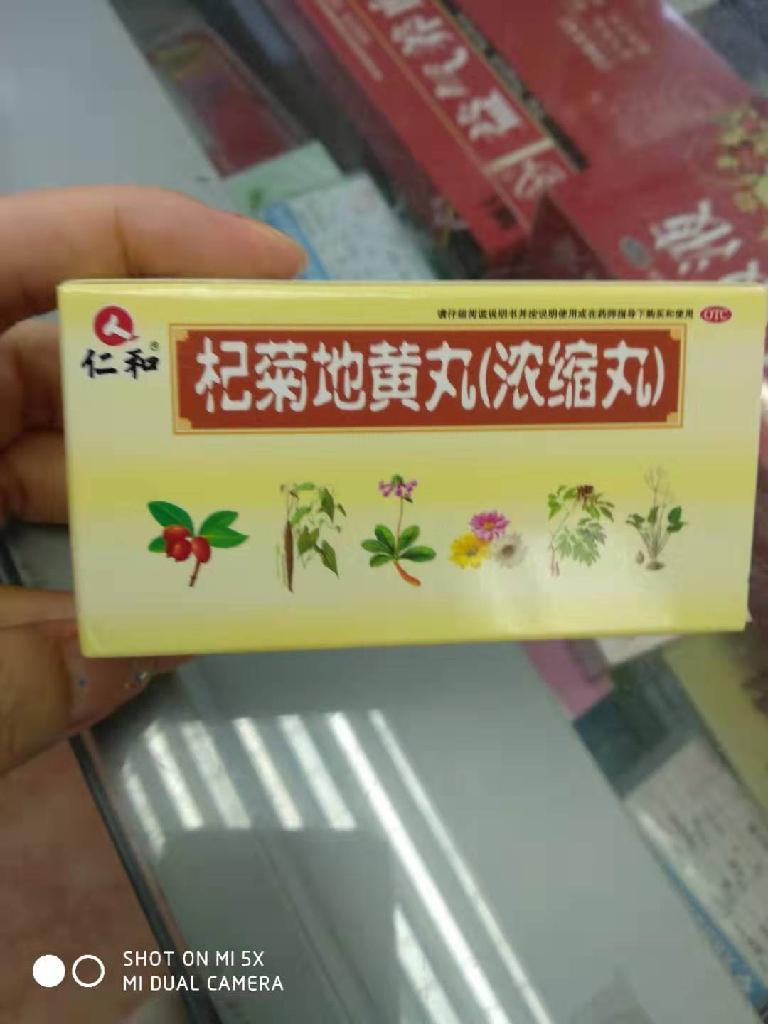 请仔细阅读说明书并按说明使用或在药师指导下购买和使用
OTC
仁和®
杞菊地黄丸(浓缩丸)
SHOT ON MI 5X
MI DUAL CAMERA